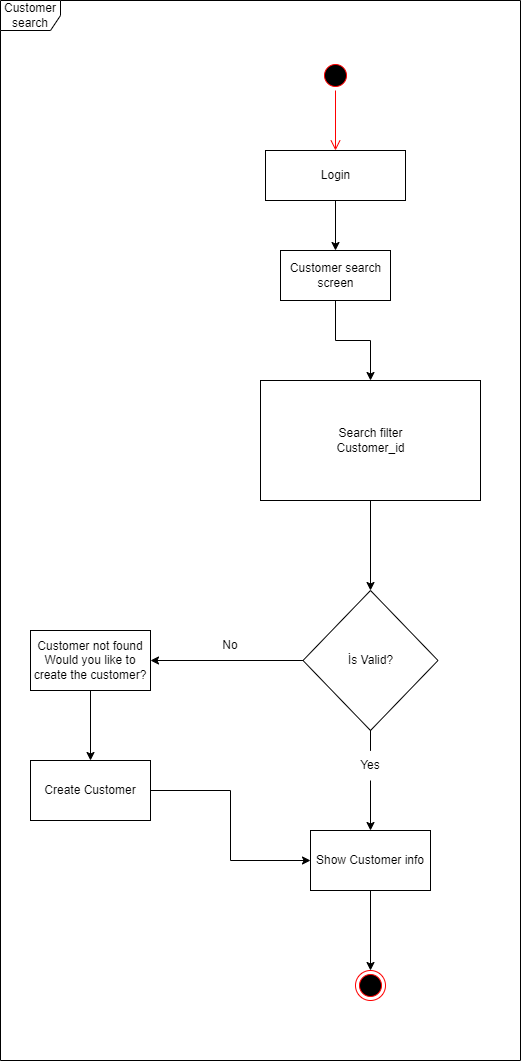 Customer
search
Login
Customer search
screen
Search filter
Customer_id
İs Valid?
No
Customer not found
Would you like to
create the customer?
Yes
Create Customer
Show Customer info